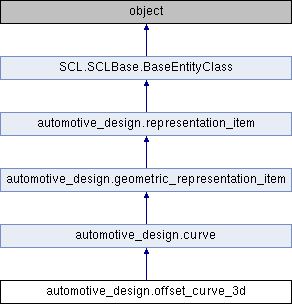 object
SCL.SCLBase.BaseEntityClass
automotive_design.representation_item
automotive_design.geometric_representation_item
automotive_design.curve
automotive_design.offset_curve_3d